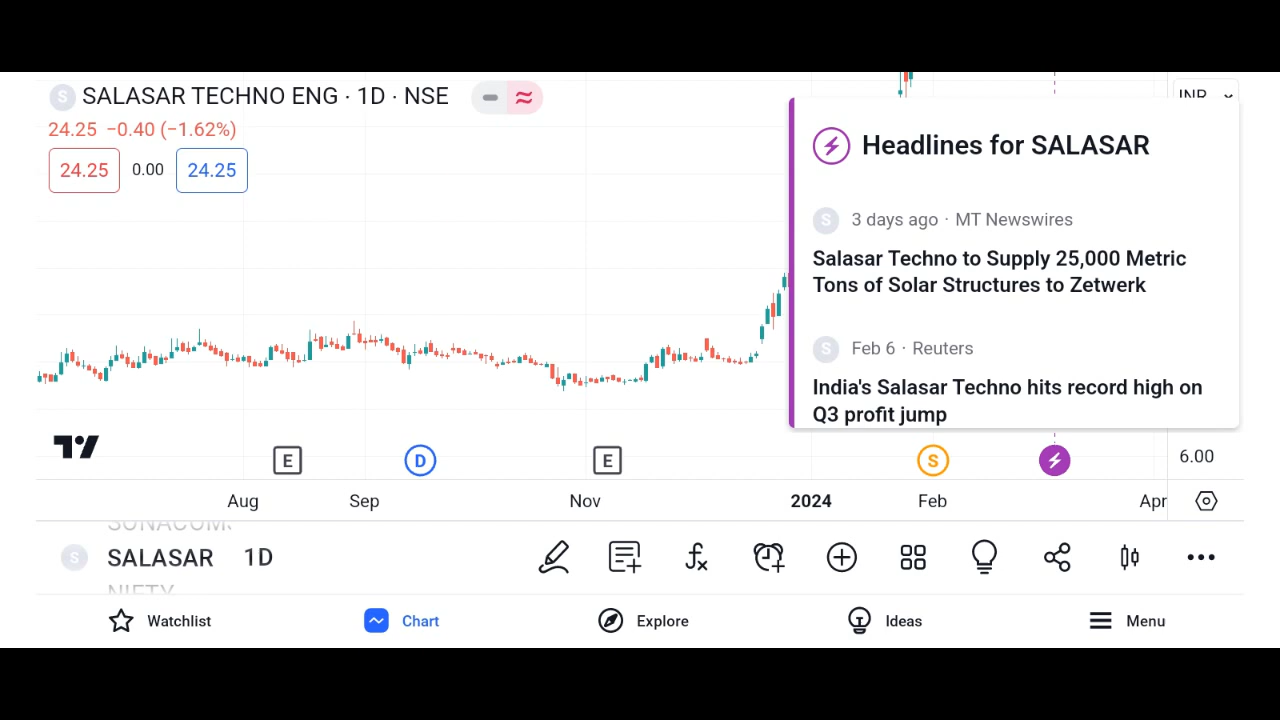 S SALASAR TECHNO ENG · 1D · NSE
24.25 −0.40 (−1.62%)
24.25 0.00 24.25
INR
Headlines for SALASAR
S 3 days ago · MT Newswires
Salasar Techno to Supply 25,000 Metric
Tons of Solar Structures to Zetwerk
S Feb 6 · Reuters
India's Salasar Techno hits record high on
Q3 profit jump
E D E S 6.00
Aug Sep Nov 2024 Feb Apr
S SALASAR 1D
NIFTY
Watchlist Chart Explore Ideas Menu